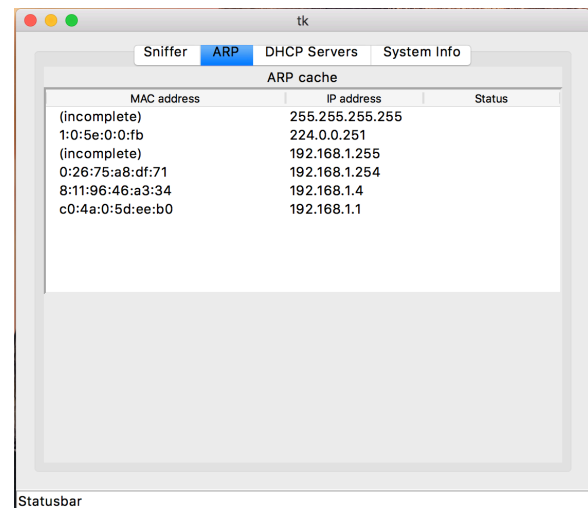 tk
Sniffer ARP DHCP Servers System Info
ARP cache
MAC address IP address Status
(incomplete) 255.255.255.255
1:0:5e:0:0:fb 224.0.0.251
(incomplete) 192.168.1.255
0:26:75:a8:df:71 192.168.1.254
8:11:96:46:a3:34 192.168.1.4
c0:4a:0:5d:ee:b0 192.168.1.1
Statusbar